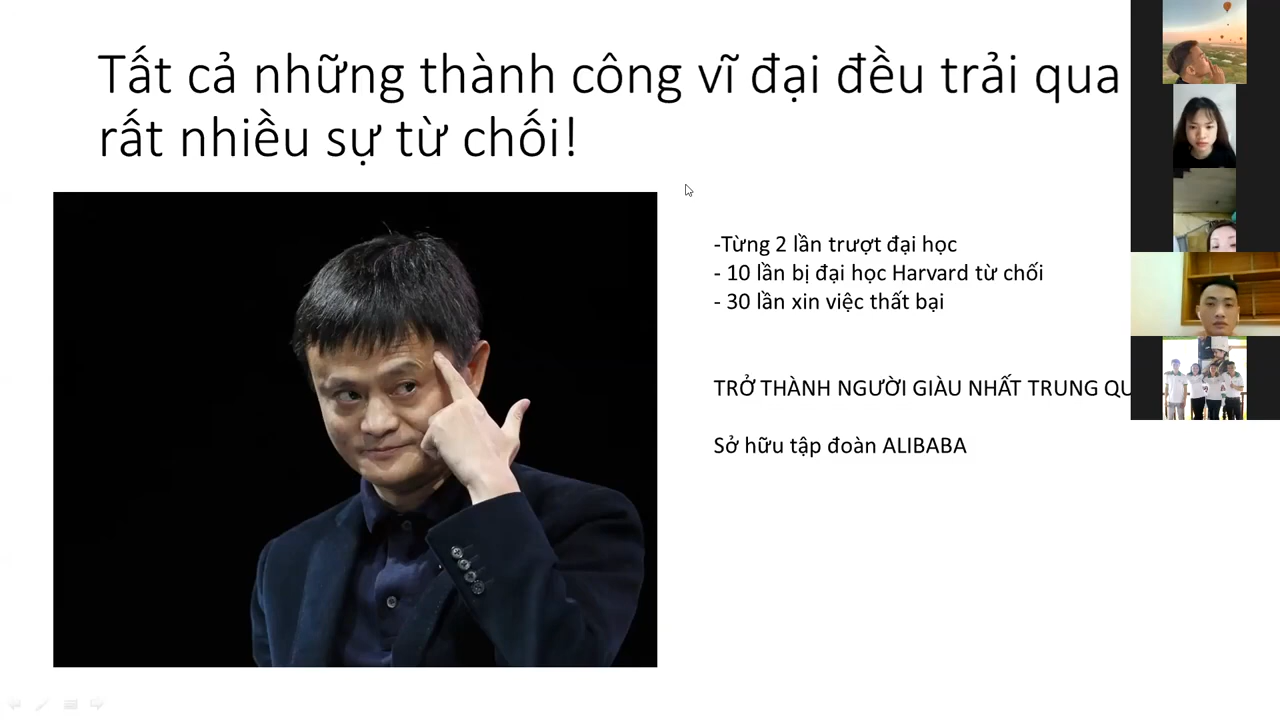 Tất cả những thành công vĩ đại đều trải qua
rất nhiều sự từ chối!
-Từng 2 lần trượt đại học
- 10 lần bị đại học Harvard từ chối
- 30 lần xin việc thất bại
TRỞ THÀNH NGƯỜI GIÀU NHẤT TRUNG
Sở hữu tập đoàn ALIBABA